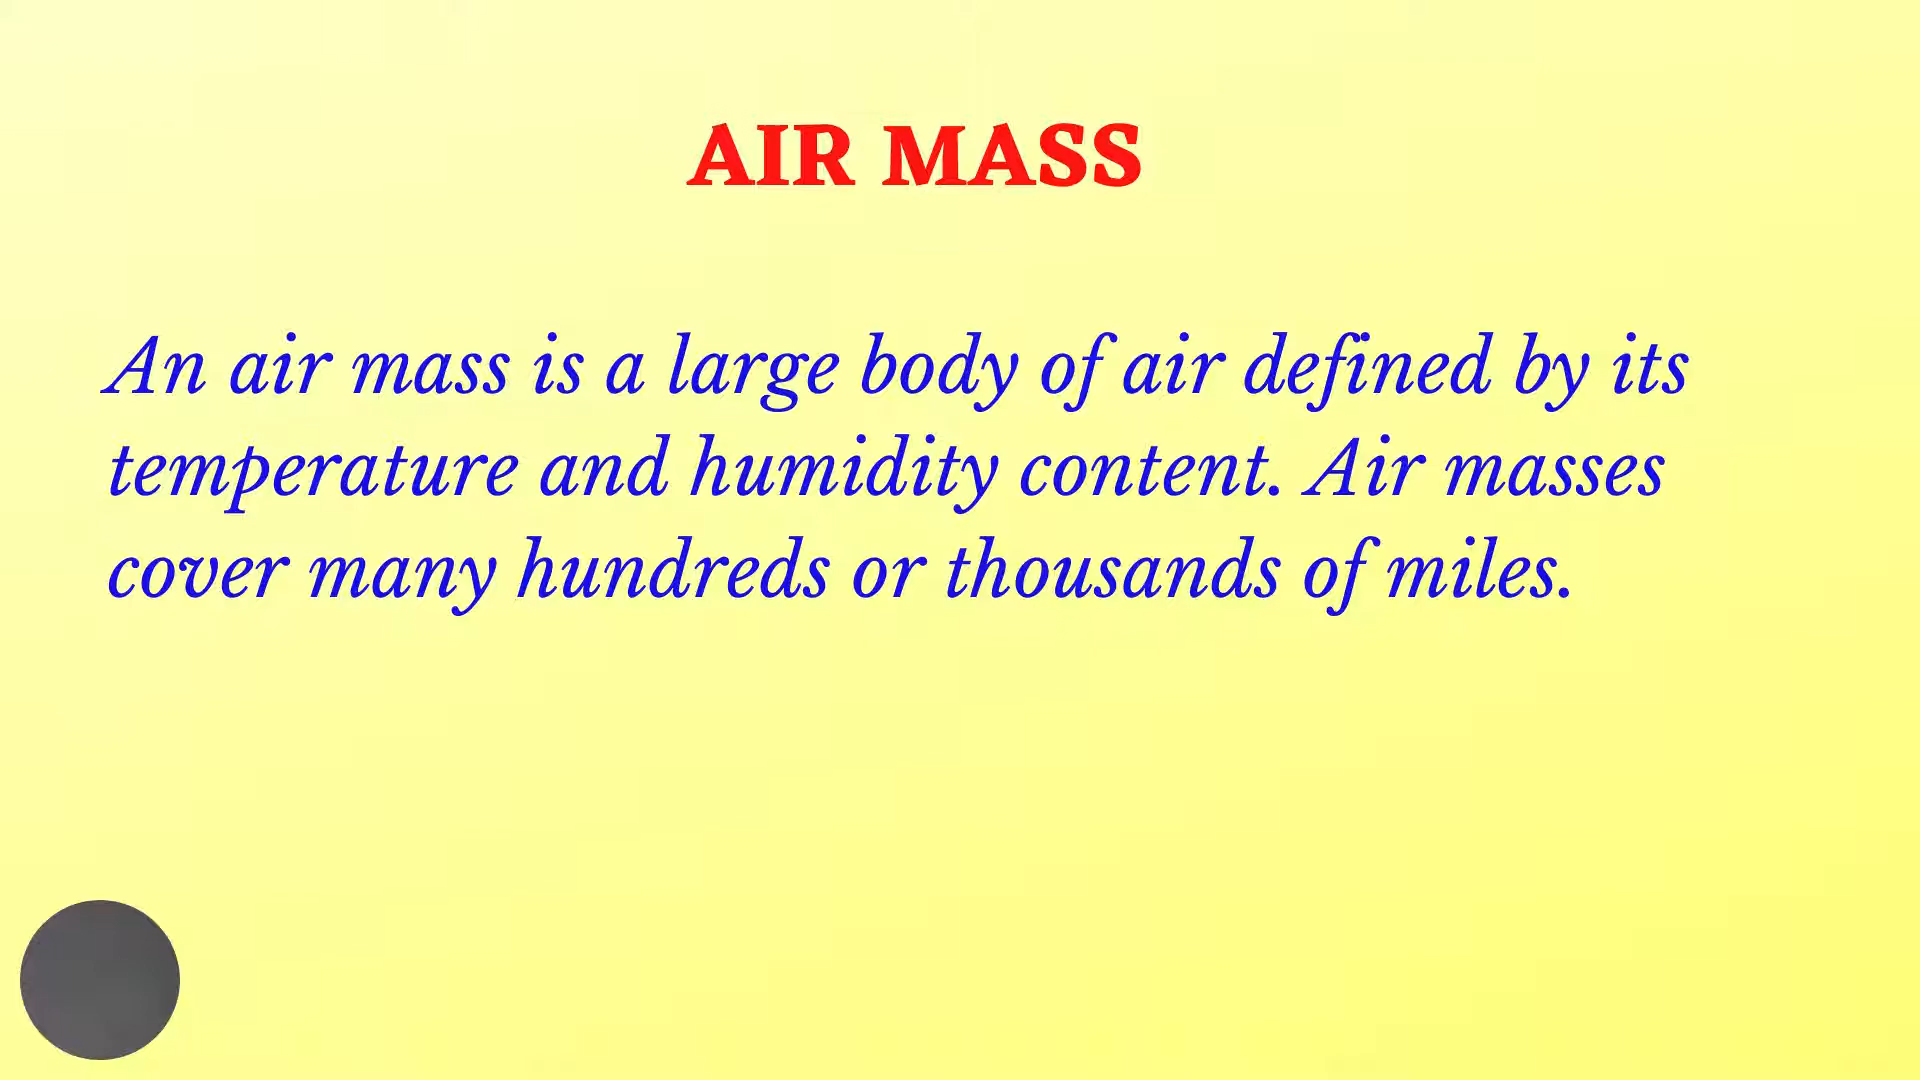 AIR MASS
An air mass is a large body of air defined by its
temperature and humidity content. Air masses
cover many hundreds or thousands of miles.